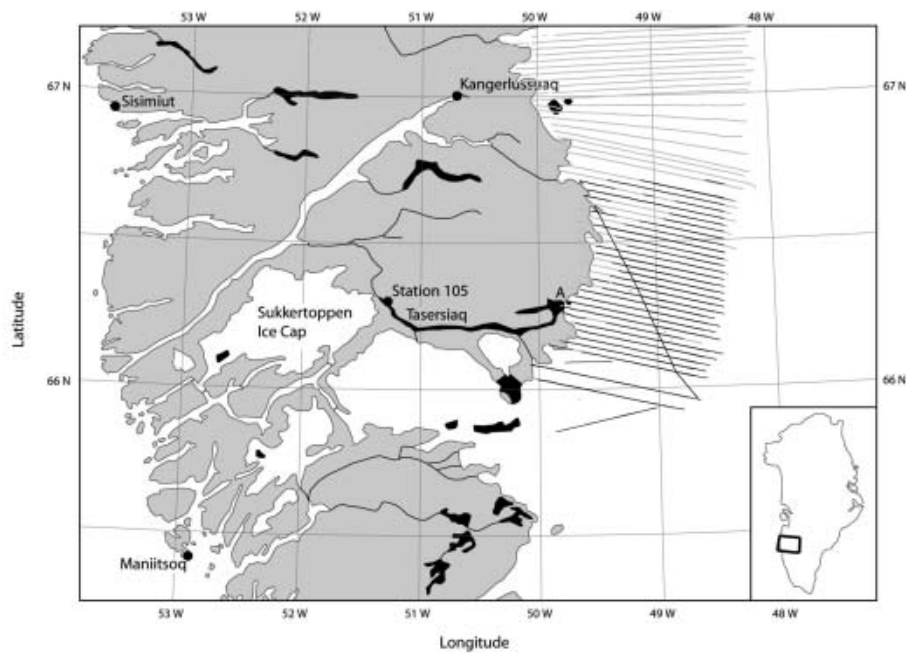 53 W 52 W 51 W 50 W 49 W 48 W
67 N
67 N
Kangerlussuaq
Sisimiut
A
Station 105
Tasersiaq
Sukkertoppen
Ice Cap
Latitude
66 N
66 N
Maniitsoq
53 W 52 W 51 W 50 W 49 W 48 W
Longitude